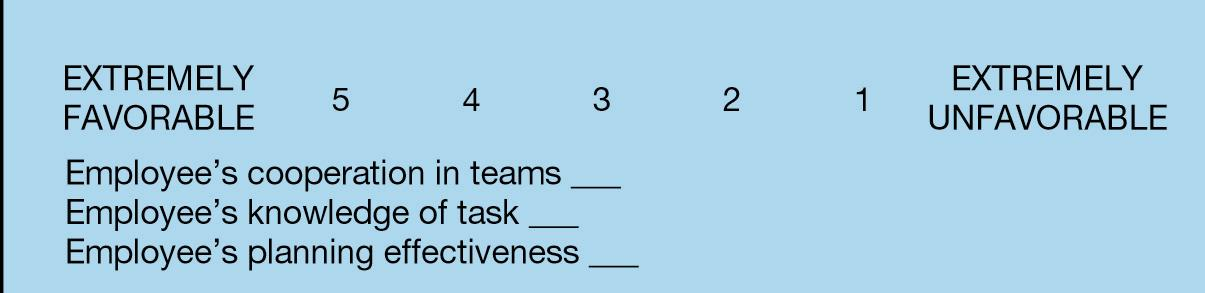 EXTREMELY FAVORABLE 5 4 3 2 1 EXTREMELY UNFAVORABLE
Employee’s cooperation in teams ___
Employee’s knowledge of task ___
Employee’s planning effectiveness ___